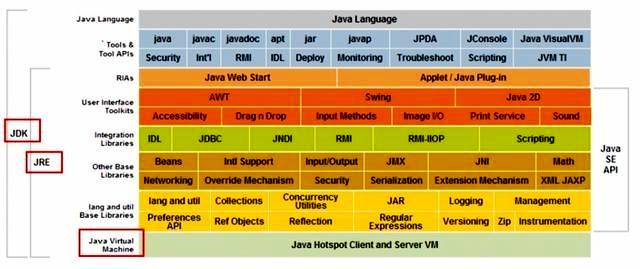 Java Language Java Language
` Tools & Tool APIs
java javac javadoc apt jar javap JPDA JConsole Java VisualVM
Security Int'l RMI IDL Deploy Monitoring Troubleshoot Scripting JVM TI
RIAs Java Web Start Applet / Java Plug-in
User Interface Toolkits
AWT Swing Java 2D
Accessibility Drag n Drop Input Methods Image I/O Print Service Sound
Integration Libraries
IDL JDBC JNDI RMI RMI-IIOP Scripting
JDK
JRE
Java SE API
Other Base Libraries
Beans Intl Support Input/Output JMX JNI Math
Networking Override Mechanism Security Serialization Extension Mechanism XML JAXP
lang and util Base Libraries
lang and util Collections Concurrency Utilities JAR Logging Management
Preferences API Ref Objects Reflection Regular Expressions Versioning Zip Instrumentation
Java Virtual Machine
Java Hotspot Client and Server VM